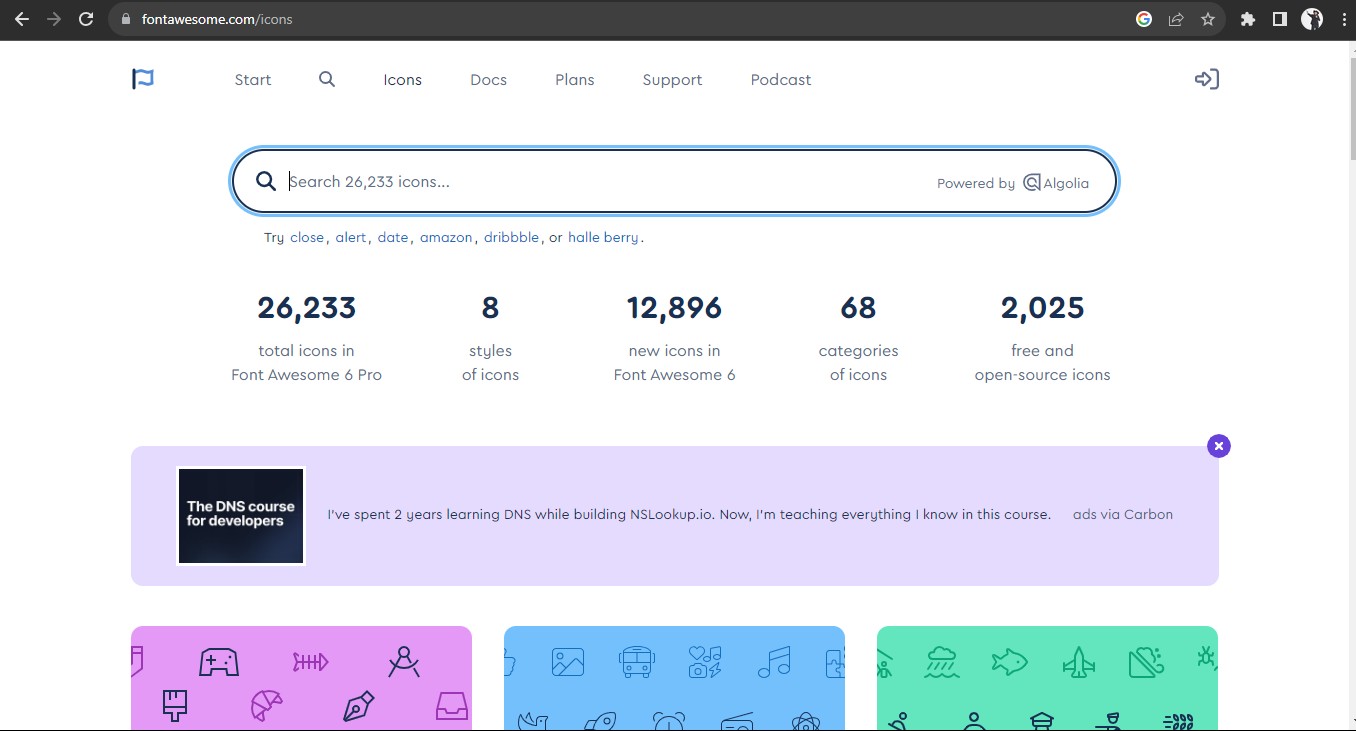 fontawesome.com/icons
Start Icons Docs Plans Support Podcast
Search 26,233 icons... Powered by Algolia
Try close, alert, date, amazon, dribbble, or halle berry.
26,233 8 12,896 68 2,025
total icons in styles new icons in categories free and
Font Awesome 6 Pro of icons Font Awesome 6 of icons open-source icons
The DNS course
for developers
I've spent 2 years learning DNS while building NSLookup.io. Now, I'm teaching everything I know in this course. ads via Carbon